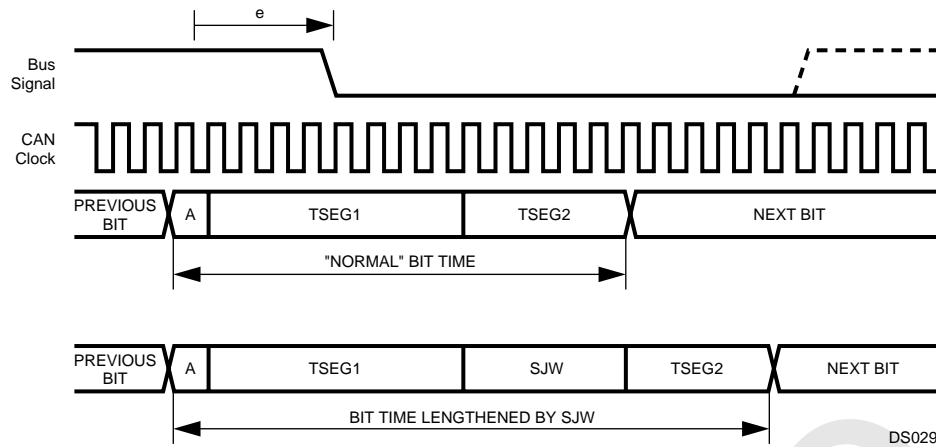 e
Bus
Signal
CAN
Clock
PREVIOUS
BIT
A
TSEG1
TSEG2
NEXT BIT
"NORMAL" BIT TIME
PREVIOUS
BIT
A
TSEG1
SJW
TSEG2
NEXT BIT
BIT TIME LENGTHENED BY SJW
DS029